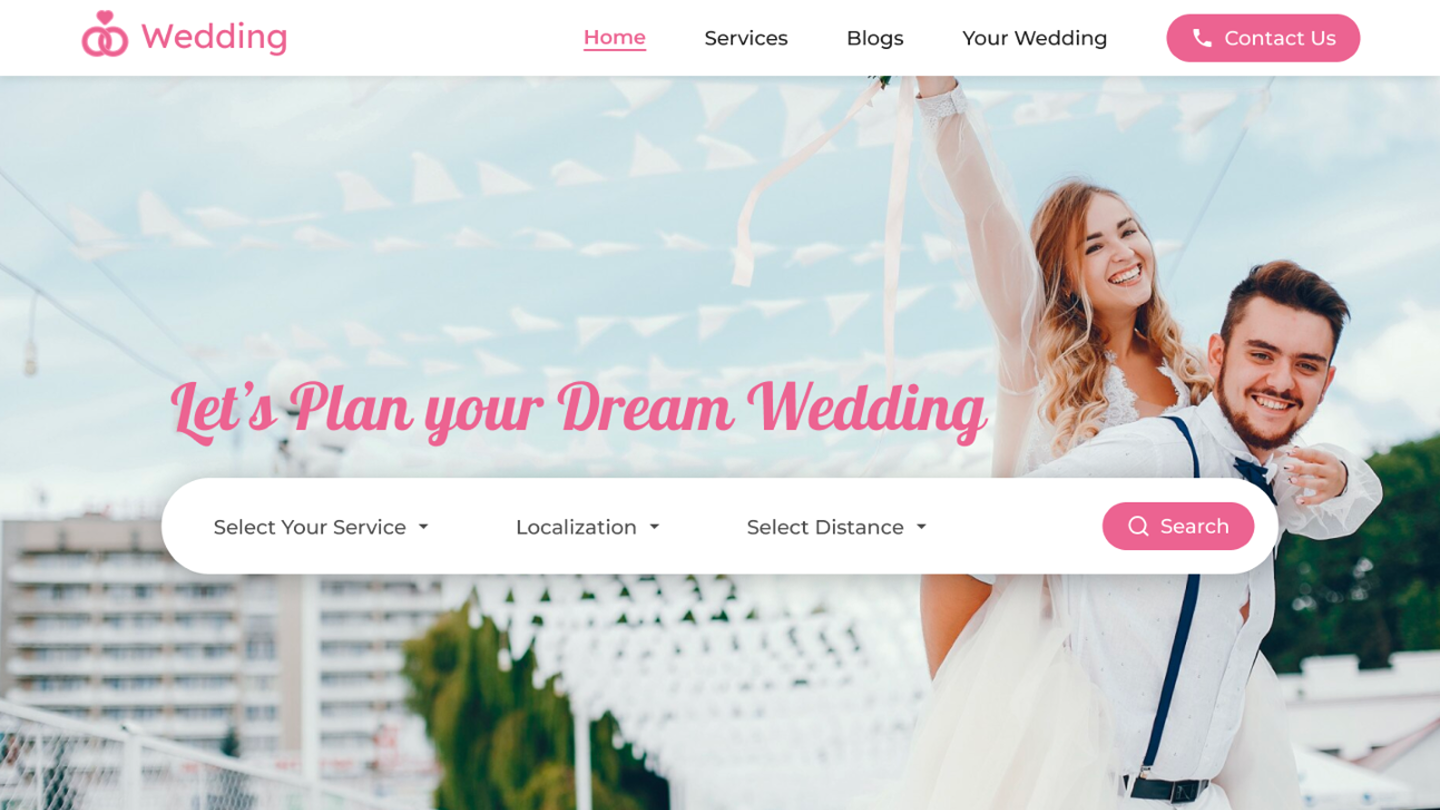 Wedding
Home Services Blogs Your Wedding Contact Us
Let's Plan your Dream Wedding
Select Your Service Localization Select Distance Search